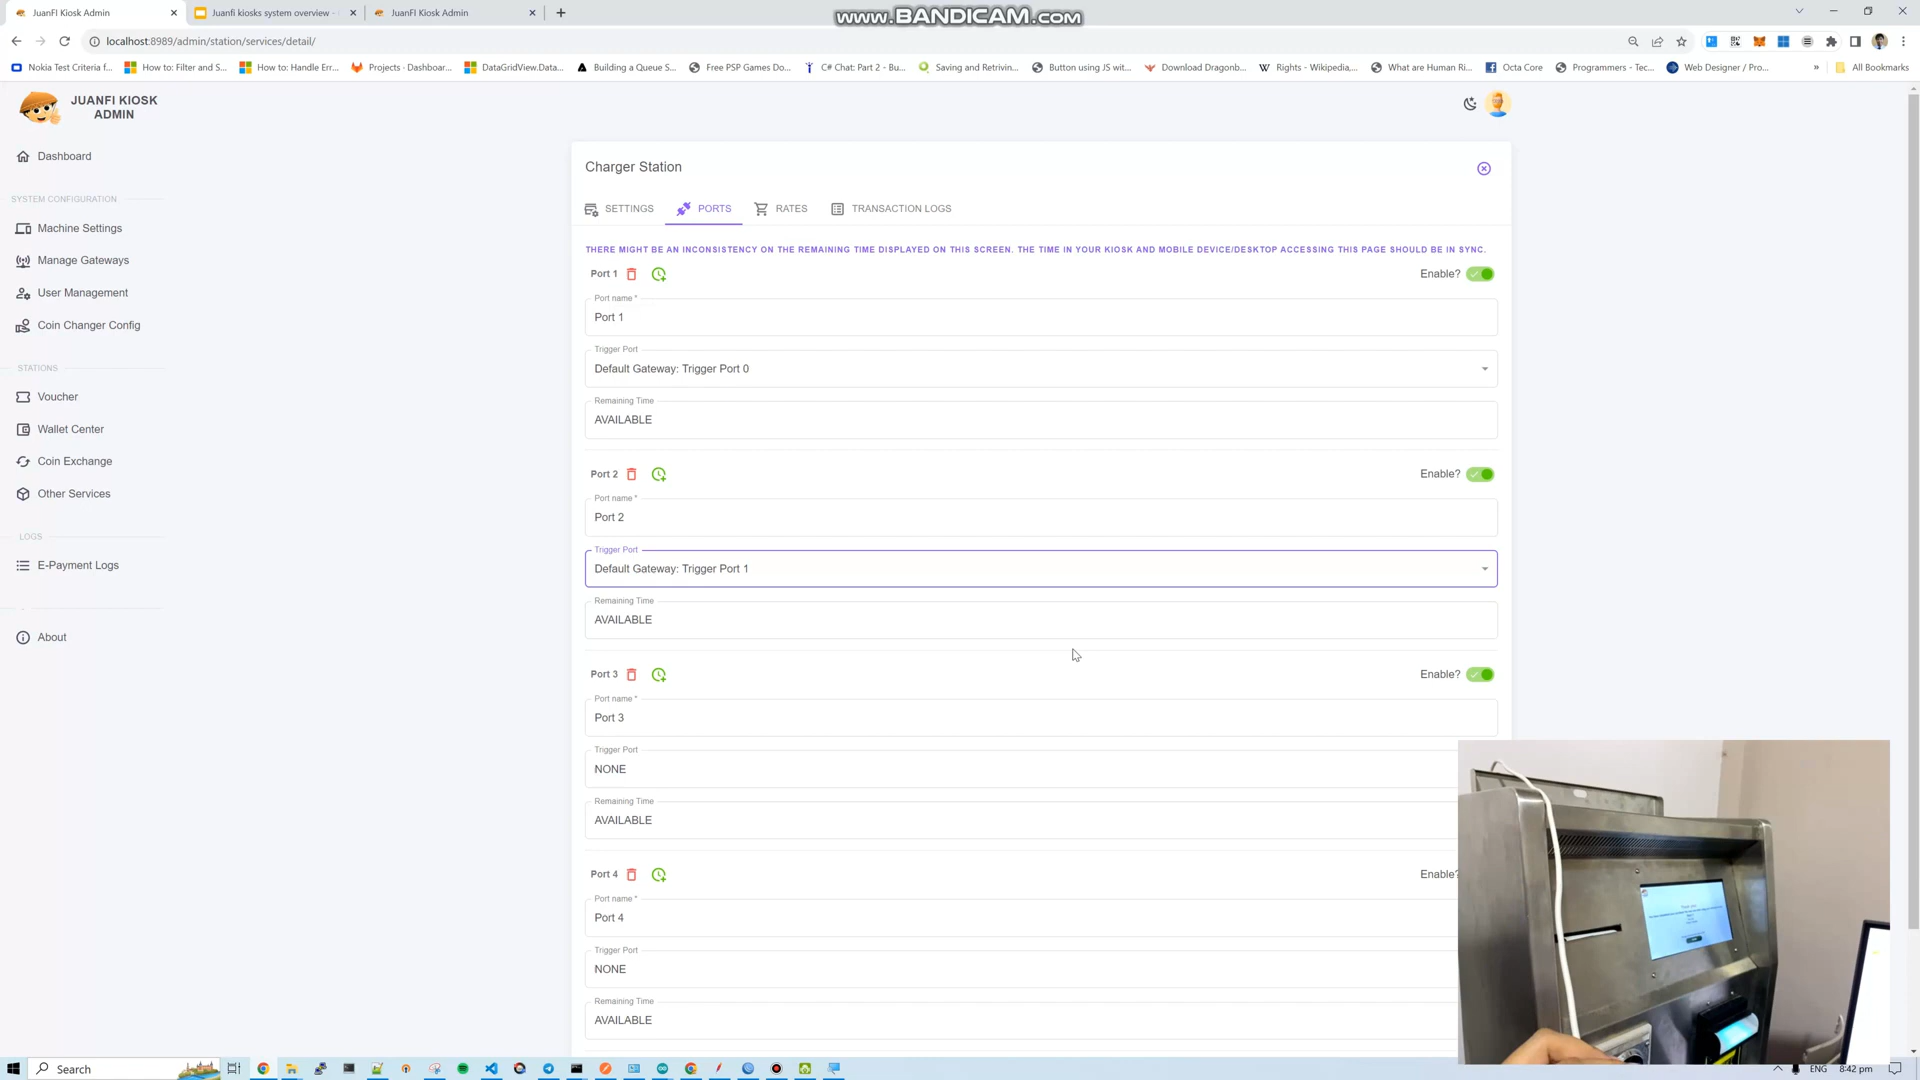 JuanFI Kiosk Admin
Juanfi kiosks system overview -
JuanFI Kiosk Admin
www.BANDICAM.COM
localhost:8989/admin/station/services/detail/
Nokia Test Criteria f...
How to: Filter and S...
How to: Handle Err...
Projects · Dashboar...
DataGridView.Data...
Building a Queue S...
Free PSP Games Do...
C# Chat: Part 2 - Bu...
Saving and Retrivin...
Button using JS wit...
Download Dragonb...
Rights - Wikipedia,...
What are Human Ri...
Octa Core
Programmers - Tec...
Web Designer / Pro...
»
All Bookmarks
JUANFI KIOSK
ADMIN
Dashboard
SYSTEM CONFIGURATION
Machine Settings
Manage Gateways
User Management
Coin Changer Config
STATIONS
Voucher
Wallet Center
Coin Exchange
Other Services
LOGS
E-Payment Logs
About
Charger Station
SETTINGS
PORTS
RATES
TRANSACTION LOGS
THERE MIGHT BE AN INCONSISTENCY ON THE REMAINING TIME DISPLAYED ON THIS SCREEN. THE TIME IN YOUR KIOSK AND MOBILE DEVICE/DESKTOP ACCESSING THIS PAGE SHOULD BE IN SYNC.
Port 1
Enable?
Port name *
Port 1
Trigger Port
Default Gateway: Trigger Port 0
Remaining Time
AVAILABLE
Port 2
Enable?
Port name *
Port 2
Trigger Port
Default Gateway: Trigger Port 1
Remaining Time
AVAILABLE
Port 3
Enable?
Port name *
Port 3
Trigger Port
NONE
Remaining Time
AVAILABLE
Port 4
Enable?
Port name *
Port 4
Trigger Port
NONE
Remaining Time
AVAILABLE
Search
ENG
8:42 pm